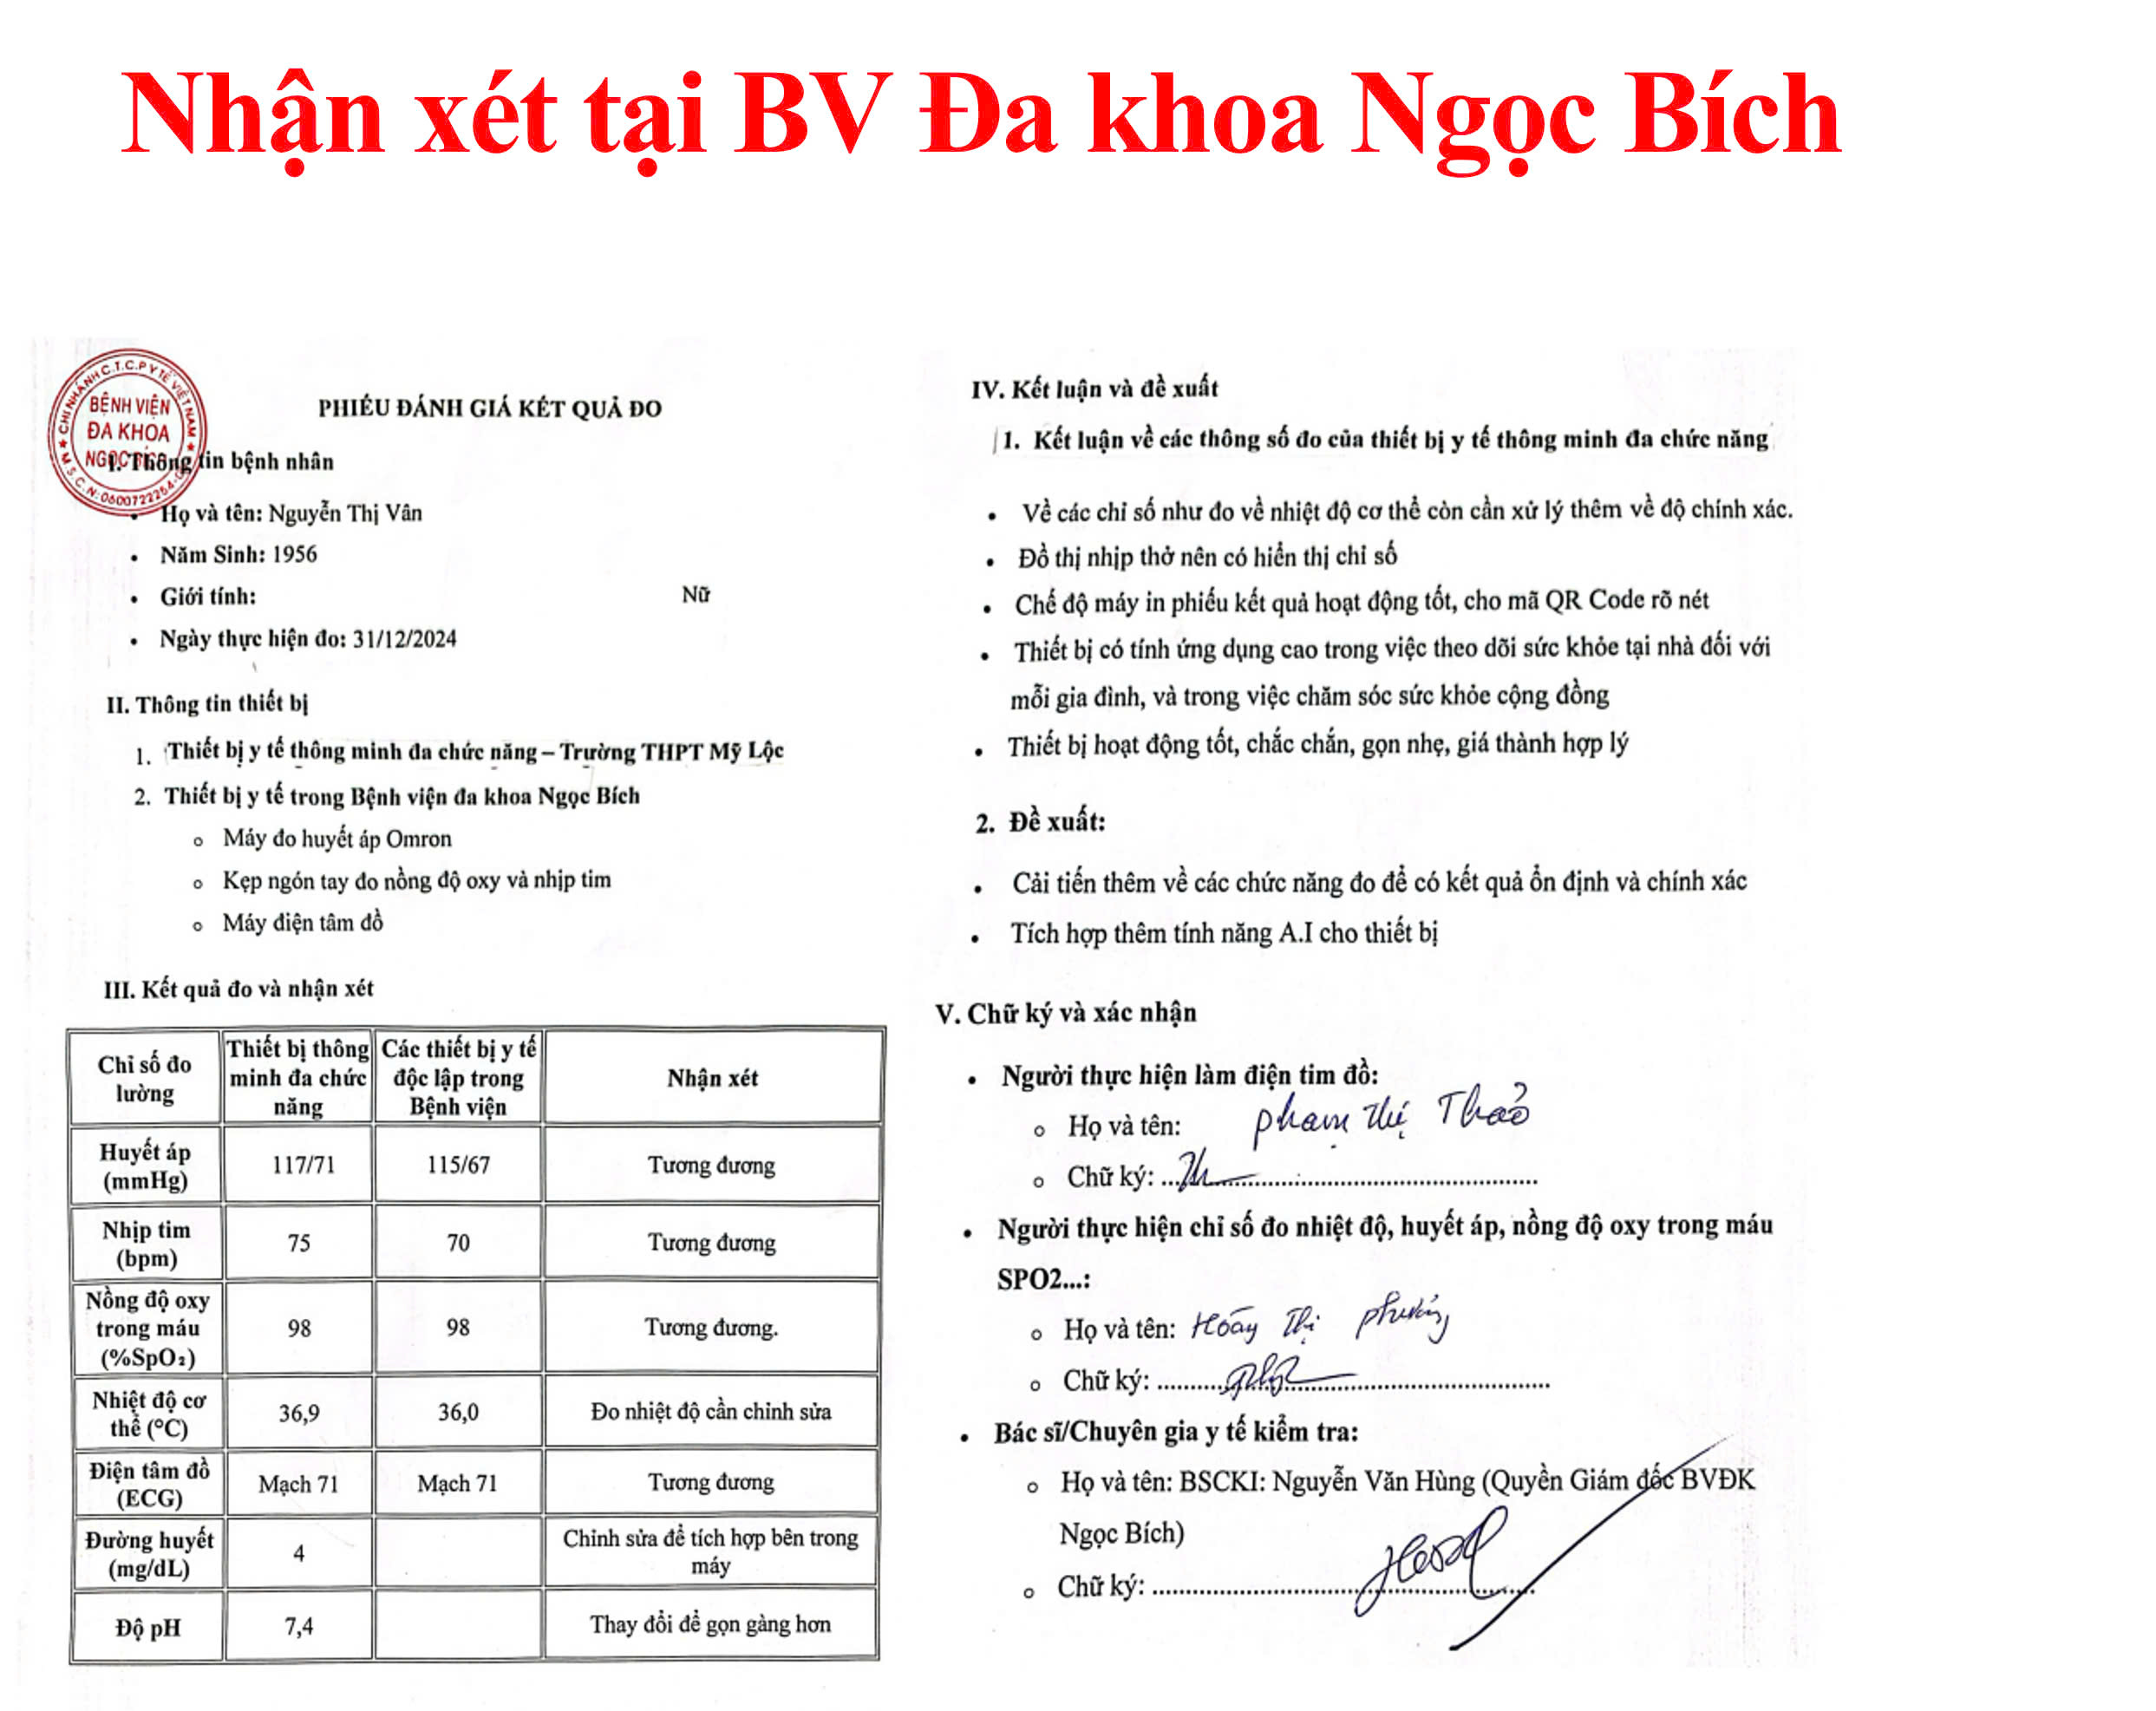 Nhận xét tại BV Đa khoa Ngọc Bích
CHI NHÁNH C.T.C.P Y TẾ VIỆT NAM
BỆNH VIỆN
ĐA KHOA
NGỌC BÍCH
M.S.C.N: 0600722254-
PHIẾU ĐÁNH GIÁ KẾT QUẢ ĐO
I. Thông tin bệnh nhân
• Họ và tên: Nguyễn Thị Vân
• Năm Sinh: 1956
• Giới tính: Nữ
• Ngày thực hiện đo: 31/12/2024
II. Thông tin thiết bị
1. Thiết bị y tế thông minh đa chức năng – Trường THPT Mỹ Lộc
2. Thiết bị y tế trong Bệnh viện đa khoa Ngọc Bích
o Máy đo huyết áp Omron
o Kẹp ngón tay đo nồng độ oxy và nhịp tim
o Máy điện tâm đồ
III. Kết quả đo và nhận xét
Chỉ số đo lường
Thiết bị thông minh đa chức năng
Các thiết bị y tế độc lập trong Bệnh viện
Nhận xét
Huyết áp (mmHg) 117/71 115/67 Tương đương
Nhịp tim (bpm) 75 70 Tương đương
Nồng độ oxy trong máu (%SpO₂) 98 98 Tương đương.
Nhiệt độ cơ thể (°C) 36,9 36,0 Đo nhiệt độ cần chỉnh sửa
Điện tâm đồ (ECG) Mạch 71 Mạch 71 Tương đương
Đường huyết (mg/dL) 4 Chỉnh sửa để tích hợp bên trong máy
Độ pH 7,4 Thay đổi để gọn gàng hơn
IV. Kết luận và đề xuất
1. Kết luận về các thông số đo của thiết bị y tế thông minh đa chức năng
• Về các chỉ số như đo về nhiệt độ cơ thể còn cần xử lý thêm về độ chính xác.
• Đồ thị nhịp thở nên có hiển thị chỉ số
• Chế độ máy in phiếu kết quả hoạt động tốt, cho mã QR Code rõ nét
• Thiết bị có tính ứng dụng cao trong việc theo dõi sức khỏe tại nhà đối với
mỗi gia đình, và trong việc chăm sóc sức khỏe cộng đồng
• Thiết bị hoạt động tốt, chắc chắn, gọn nhẹ, giá thành hợp lý
2. Đề xuất:
• Cải tiến thêm về các chức năng đo để có kết quả ổn định và chính xác
• Tích hợp thêm tính năng A.I cho thiết bị
V. Chữ ký và xác nhận
• Người thực hiện làm điện tim đồ:
o Họ và tên: Phạm Thị Thảo
o Chữ ký: ....................
• Người thực hiện chỉ số đo nhiệt độ, huyết áp, nồng độ oxy trong máu
SPO2...:
o Họ và tên: Hoàng Thị Phương
o Chữ ký: ....................
• Bác sĩ/Chuyên gia y tế kiểm tra:
o Họ và tên: BSCKI: Nguyễn Văn Hùng (Quyền Giám đốc BVĐK
Ngọc Bích)
o Chữ ký: ....................